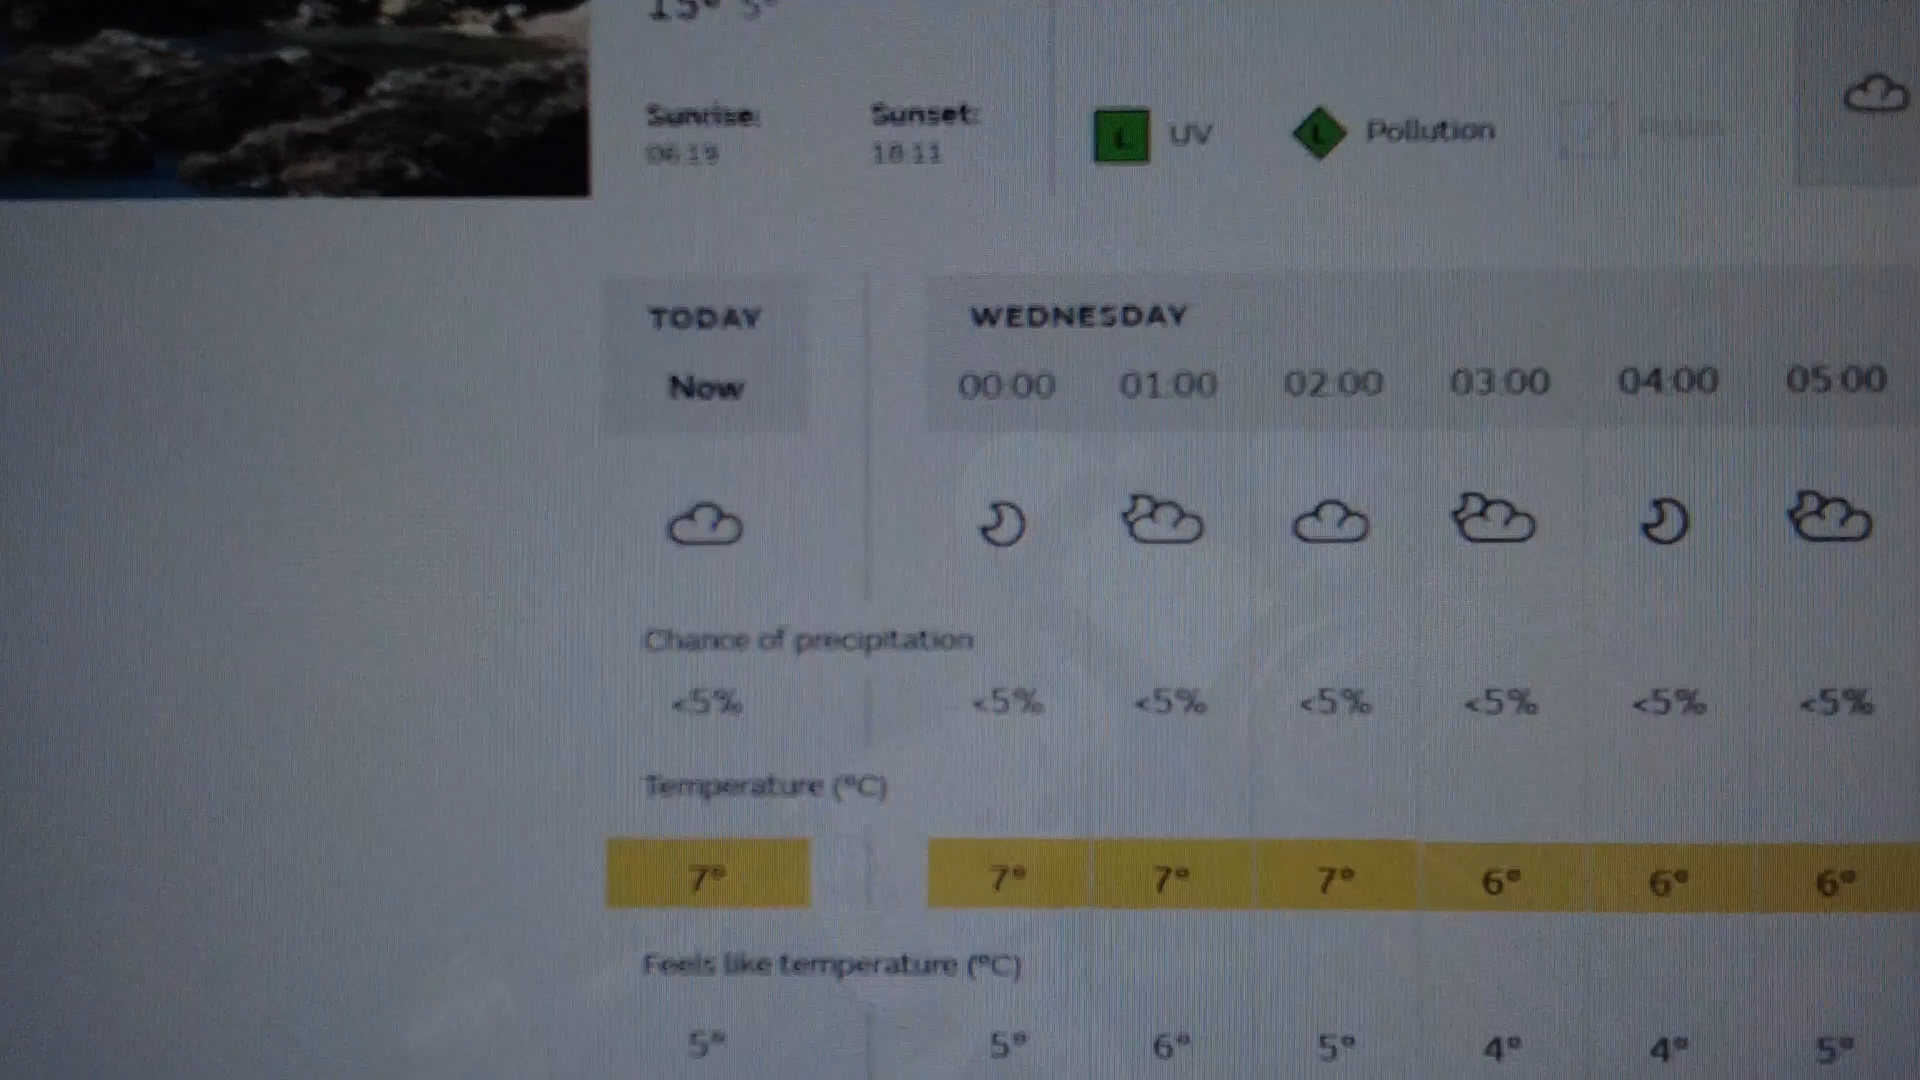 15° 5°
Sunrise: Sunset:
06:19 18:11
L UV L Pollution
TODAY WEDNESDAY
Now 00:00 01:00 02:00 03:00 04:00 05:00
Chance of precipitation
<5% <5% <5% <5% <5% <5% <5%
Temperature (°C)
7° 7° 7° 7° 6° 6° 6°
Feels like temperature (°C)
5° 5° 6° 5° 4° 4° 5°